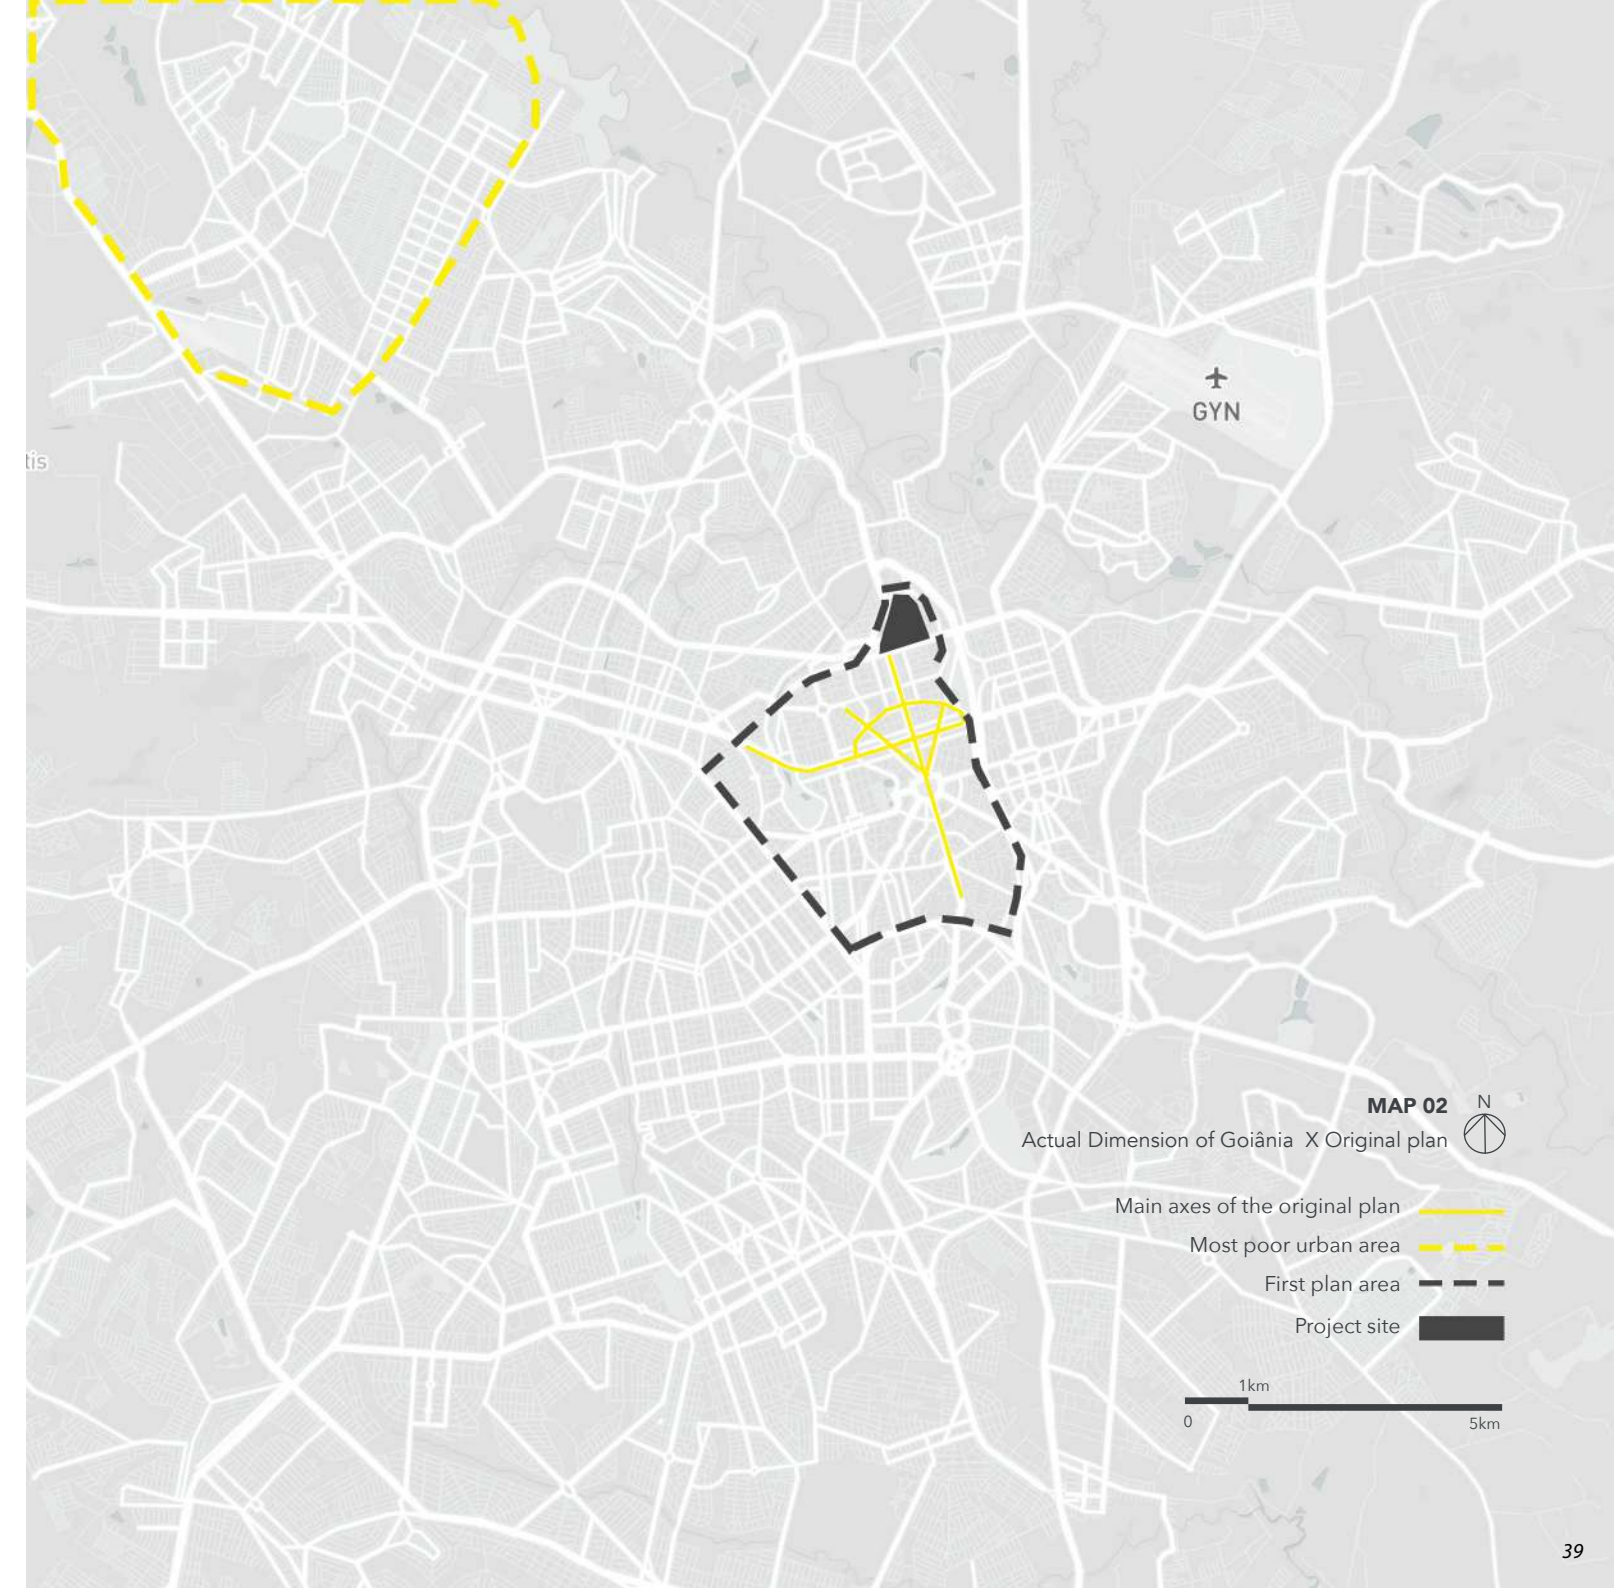 GYN
tis
MAP 02
N
Actual Dimension of Goiânia X Original plan
Main axes of the original plan
Most poor urban area
First plan area
Project site
1km
0
5km
39